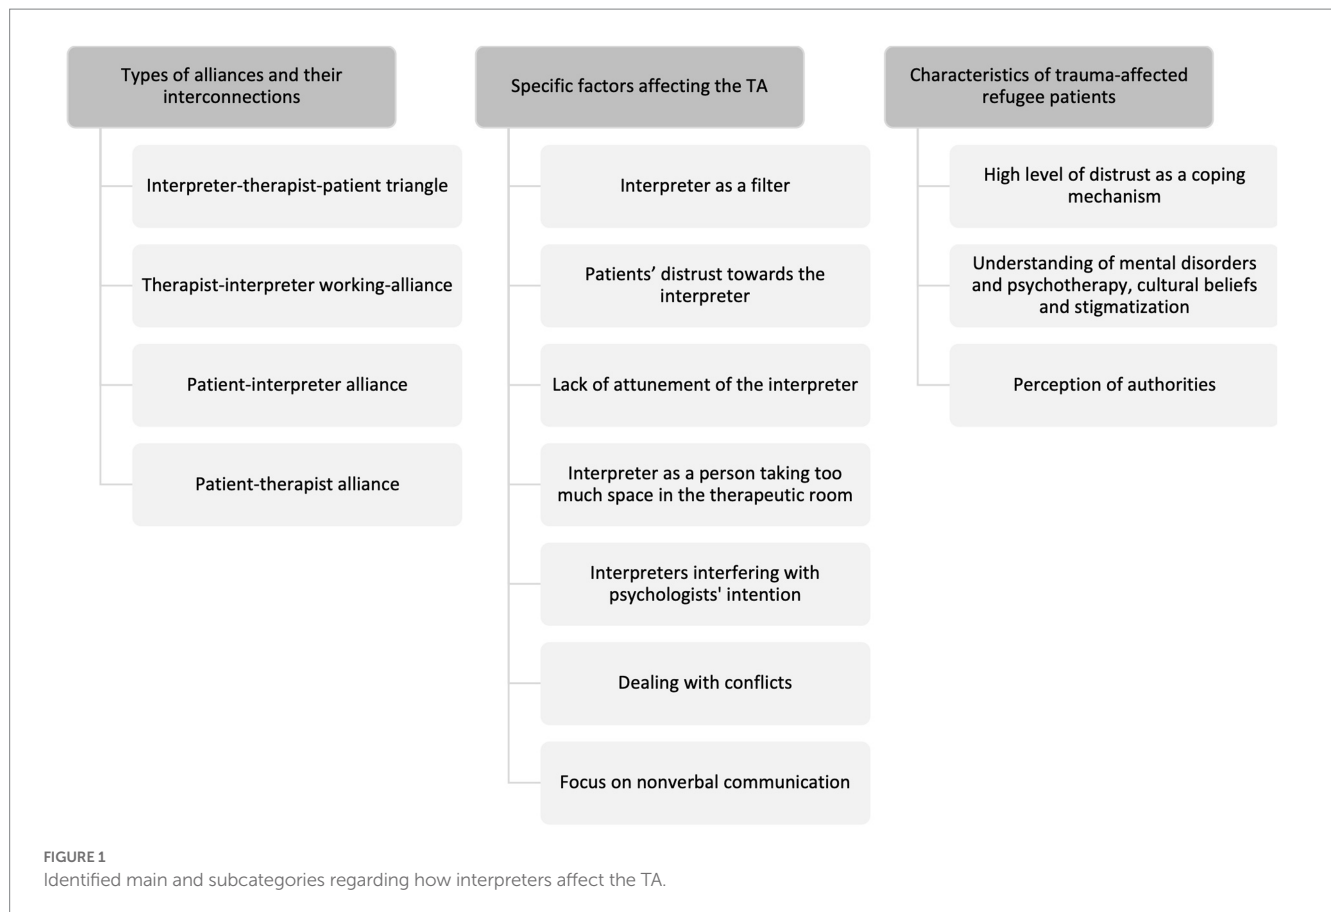 Types of alliances and their
interconnections
Interpreter-therapist-patient triangle
Therapist-interpreter working-alliance
Patient-interpreter alliance
Patient-therapist alliance
Specific factors affecting the TA
Interpreter as a filter
Patients’ distrust towards the
interpreter
Lack of attunement of the interpreter
Interpreter as a person taking too
much space in the therapeutic room
Interpreters interfering with
psychologists' intention
Dealing with conflicts
Focus on nonverbal communication
Characteristics of trauma-affected
refugee patients
High level of distrust as a coping
mechanism
Understanding of mental disorders
and psychotherapy, cultural beliefs
and stigmatization
Perception of authorities
FIGURE 1
Identified main and subcategories regarding how interpreters affect the TA.